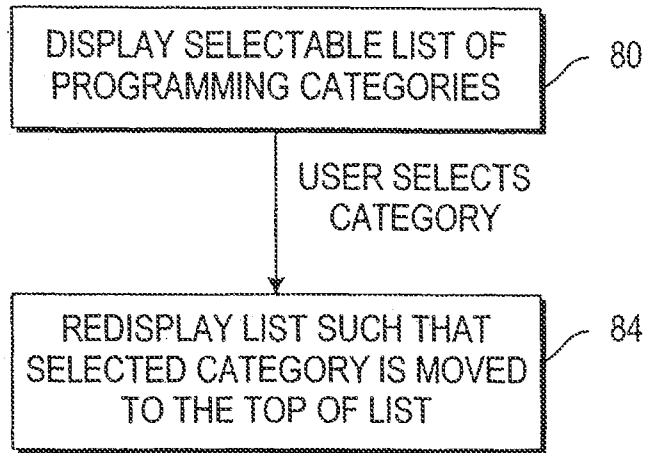 DISPLAY SELECTABLE LIST OF
PROGRAMMING CATEGORIES
80
USER SELECTS
CATEGORY
REDISPLAY LIST SUCH THAT
SELECTED CATEGORY IS MOVED
TO THE TOP OF LIST
84